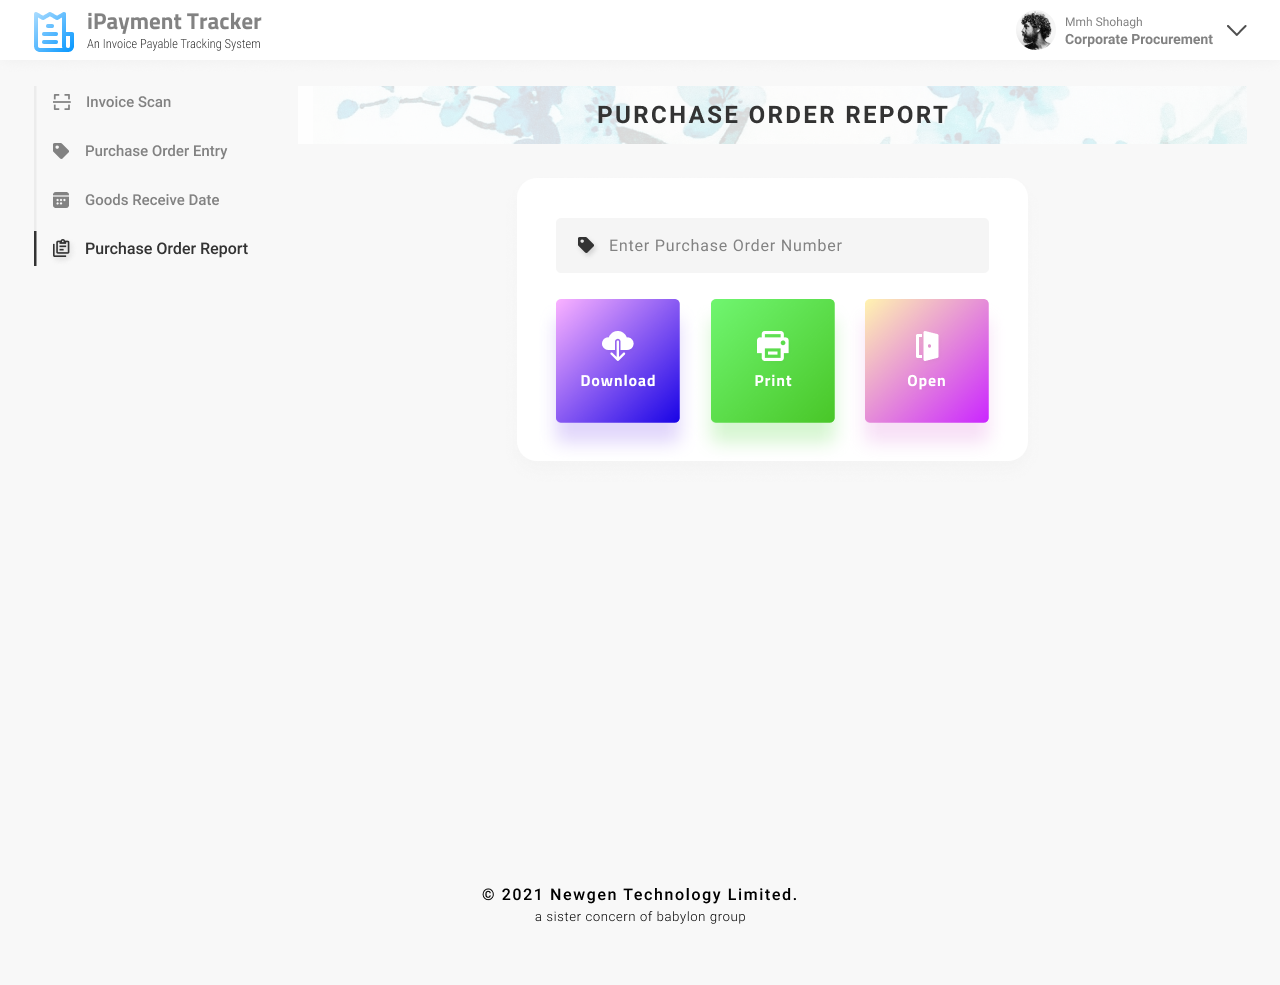 iPayment Tracker
An Invoice Payable Tracking System
Mmh Shohagh
Corporate Procurement
Invoice Scan
Purchase Order Entry
Goods Receive Date
Purchase Order Report
PURCHASE ORDER REPORT
Enter Purchase Order Number
Download
Print
Open
© 2021 Newgen Technology Limited.
a sister concern of babylon group